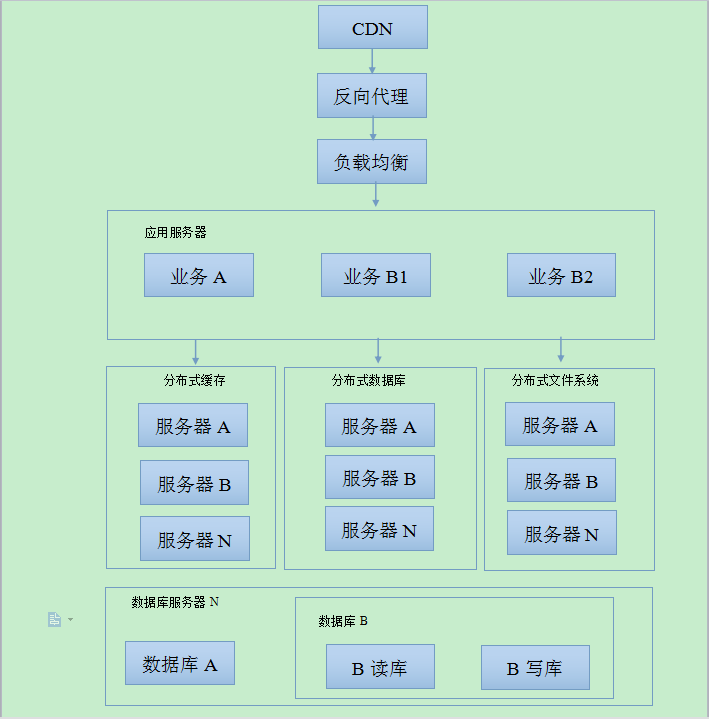 CDN
反向代理
负载均衡
应用服务器
业务 A
业务 B1
业务 B2
分布式缓存
服务器 A
服务器 B
服务器 N
分布式数据库
服务器 A
服务器 B
服务器 N
分布式文件系统
服务器 A
服务器 B
服务器 N
数据库服务器 N
数据库 A
数据库 B
B 读库
B 写库